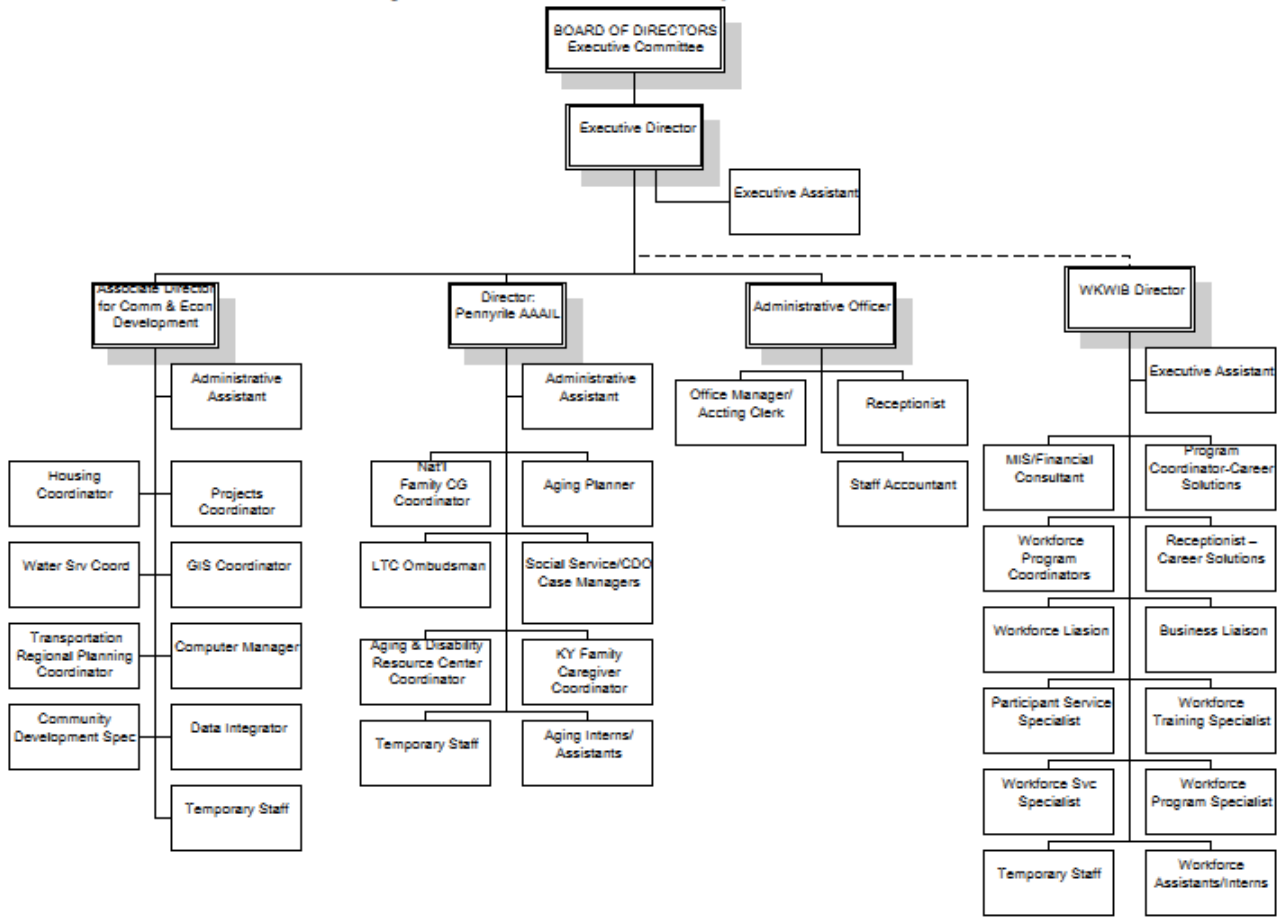 BOARD OF DIRECTORS
Executive Committee
Executive Director
Executive Assistant
Associate Director
for Comm & Econ
Development
Director:
Pennyrile AAAIL
Administrative Officer
WKWIB Director
Administrative
Assistant
Housing
Coordinator
Projects
Coordinator
Water Srv Coord
GIS Coordinator
Transportation
Regional Planning
Coordinator
Computer Manager
Community
Development Spec
Data Integrator
Temporary Staff
Administrative
Assistant
Nat'll
Family CG
Coordinator
Aging Planner
LTC Ombudsman
Social Service/CDO
Case Managers
Aging & Disability
Resource Center
Coordinator
KY Family
Caregiver
Coordinator
Temporary Staff
Aging Interns/
Assistants
Office Manager/
Accting Clerk
Receptionist
Staff Accountant
Executive Assistant
MIS/Financial
Consultant
Program
Coordinator-Career
Solutions
Workforce
Program
Coordinators
Receptionist –
Career Solutions
Workforce Liasion
Business Liaison
Participant Service
Specialist
Workforce
Training Specialist
Workforce Svc
Specialist
Workforce
Program Specialist
Temporary Staff
Workforce
Assistants/Interns